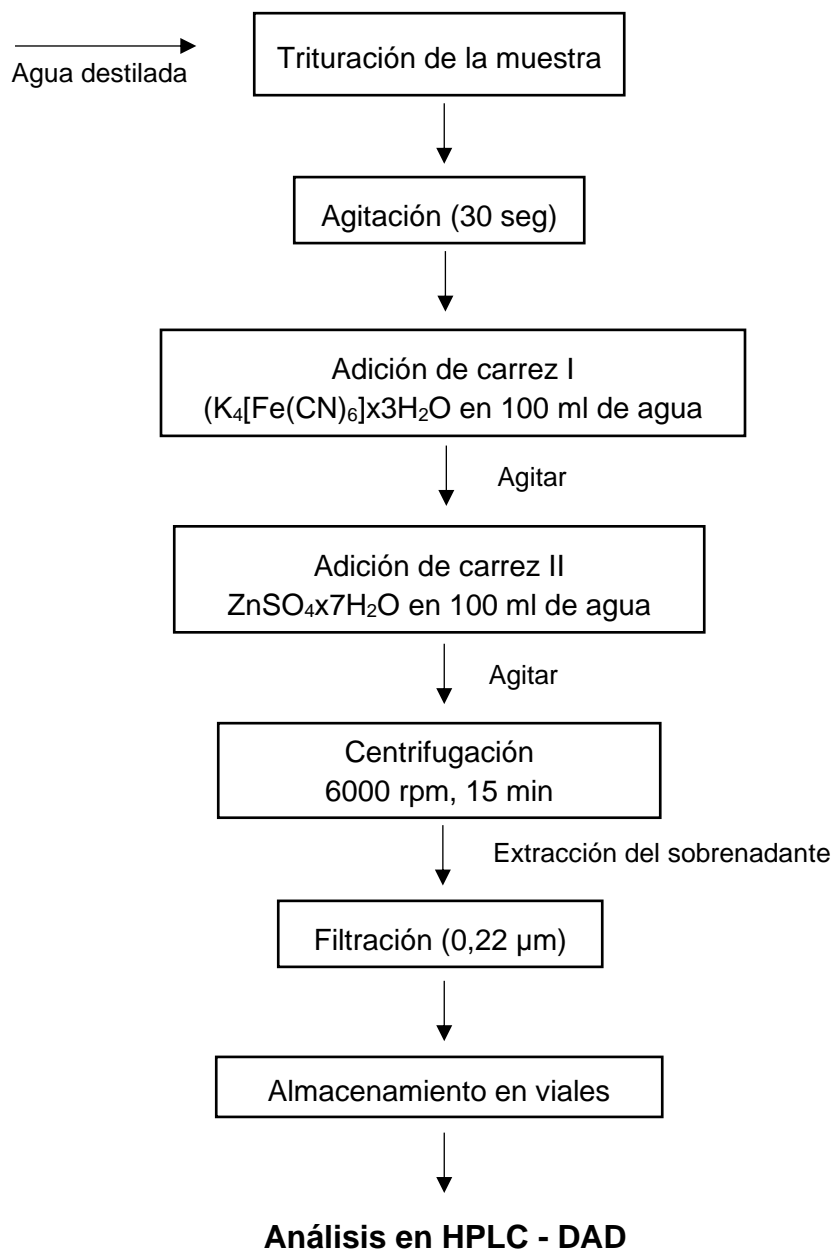 Agua destilada
Trituración de la muestra
Agitación (30 seg)
Adición de carrez I
(K₄[Fe(CN)₆]x3H₂O en 100 ml de agua
Agitar
Adición de carrez II
ZnSO₄x7H₂O en 100 ml de agua
Agitar
Centrifugación
6000 rpm, 15 min
Extracción del sobrenadante
Filtración (0,22 µm)
Almacenamiento en viales
Análisis en HPLC - DAD